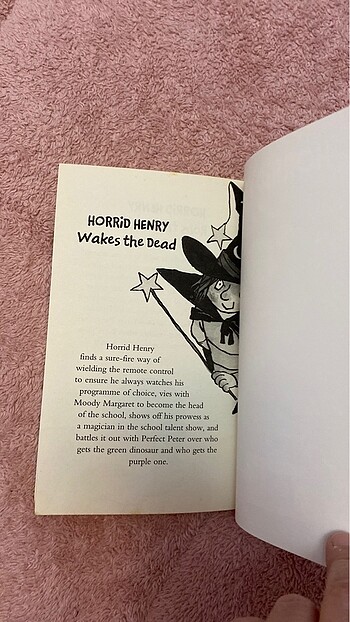 HORRiD HENRY
Wakes the Dead
Horrid Henry
finds a sure-fire way of
wielding the remote control
to ensure he always watches his
programme of choice, vies with
Moody Margaret to become the head
of the school, shows off his prowess as
a magician in the school talent show, and
battles it out with Perfect Peter over who
gets the green dinosaur and who gets the
purple one.